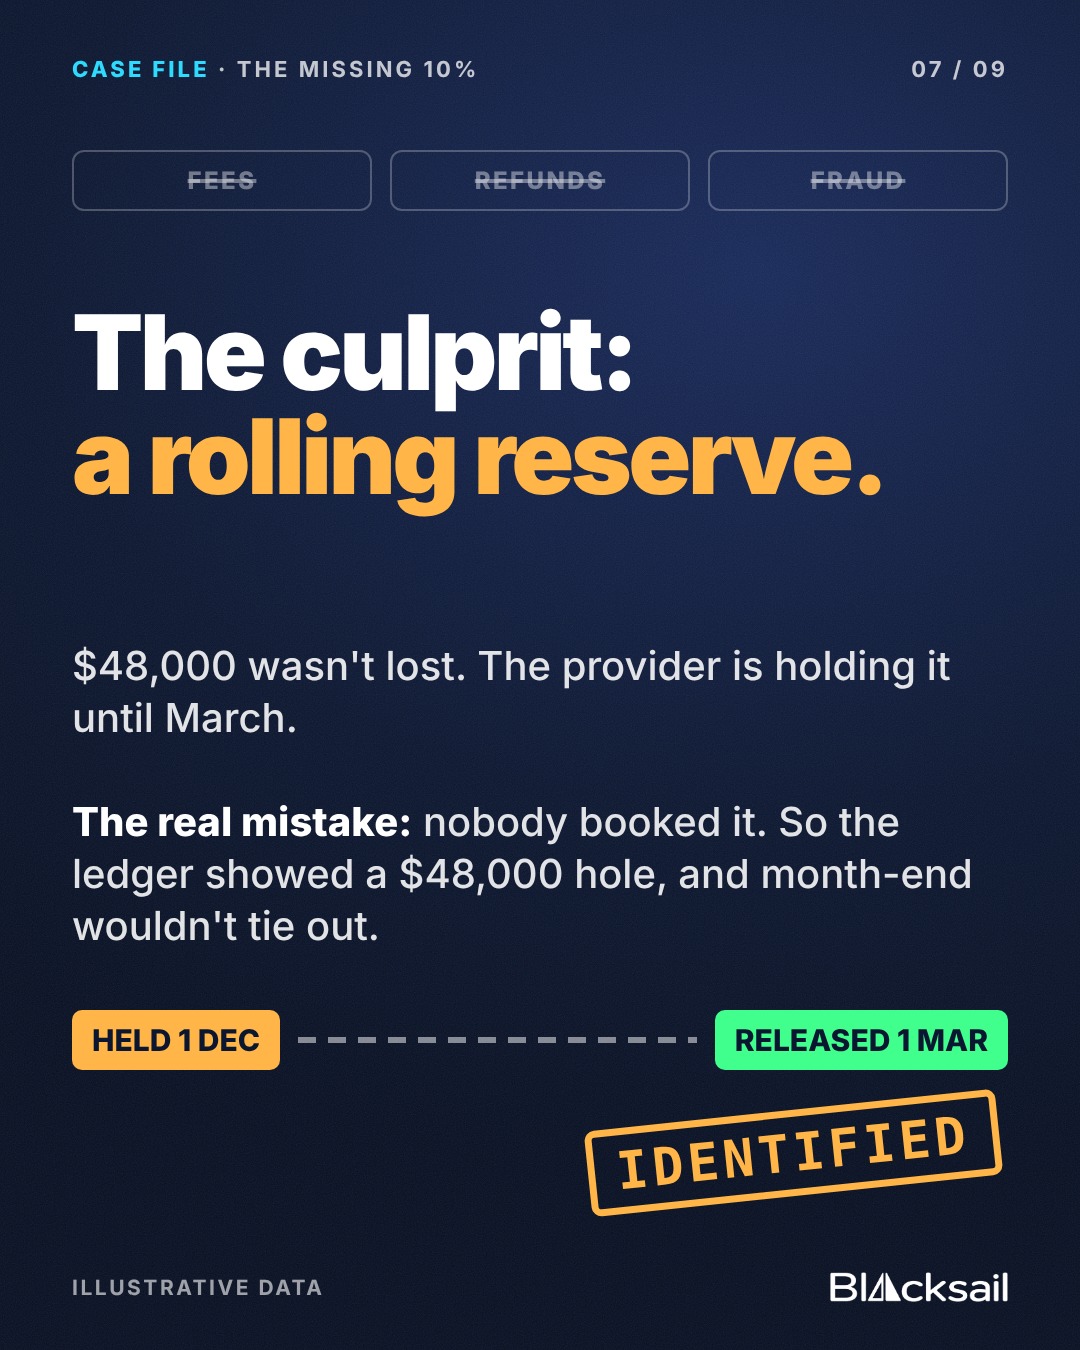 CASE FILE · THE MISSING 10%
07 / 09
FEES
REFUNDS
FRAUD
The culprit:
a rolling reserve.
$48,000 wasn't lost. The provider is holding it
until March.
The real mistake: nobody booked it. So the
ledger showed a $48,000 hole, and month-end
wouldn't tie out.
HELD 1 DEC
RELEASED 1 MAR
IDENTIFIED
ILLUSTRATIVE DATA
Blacksail